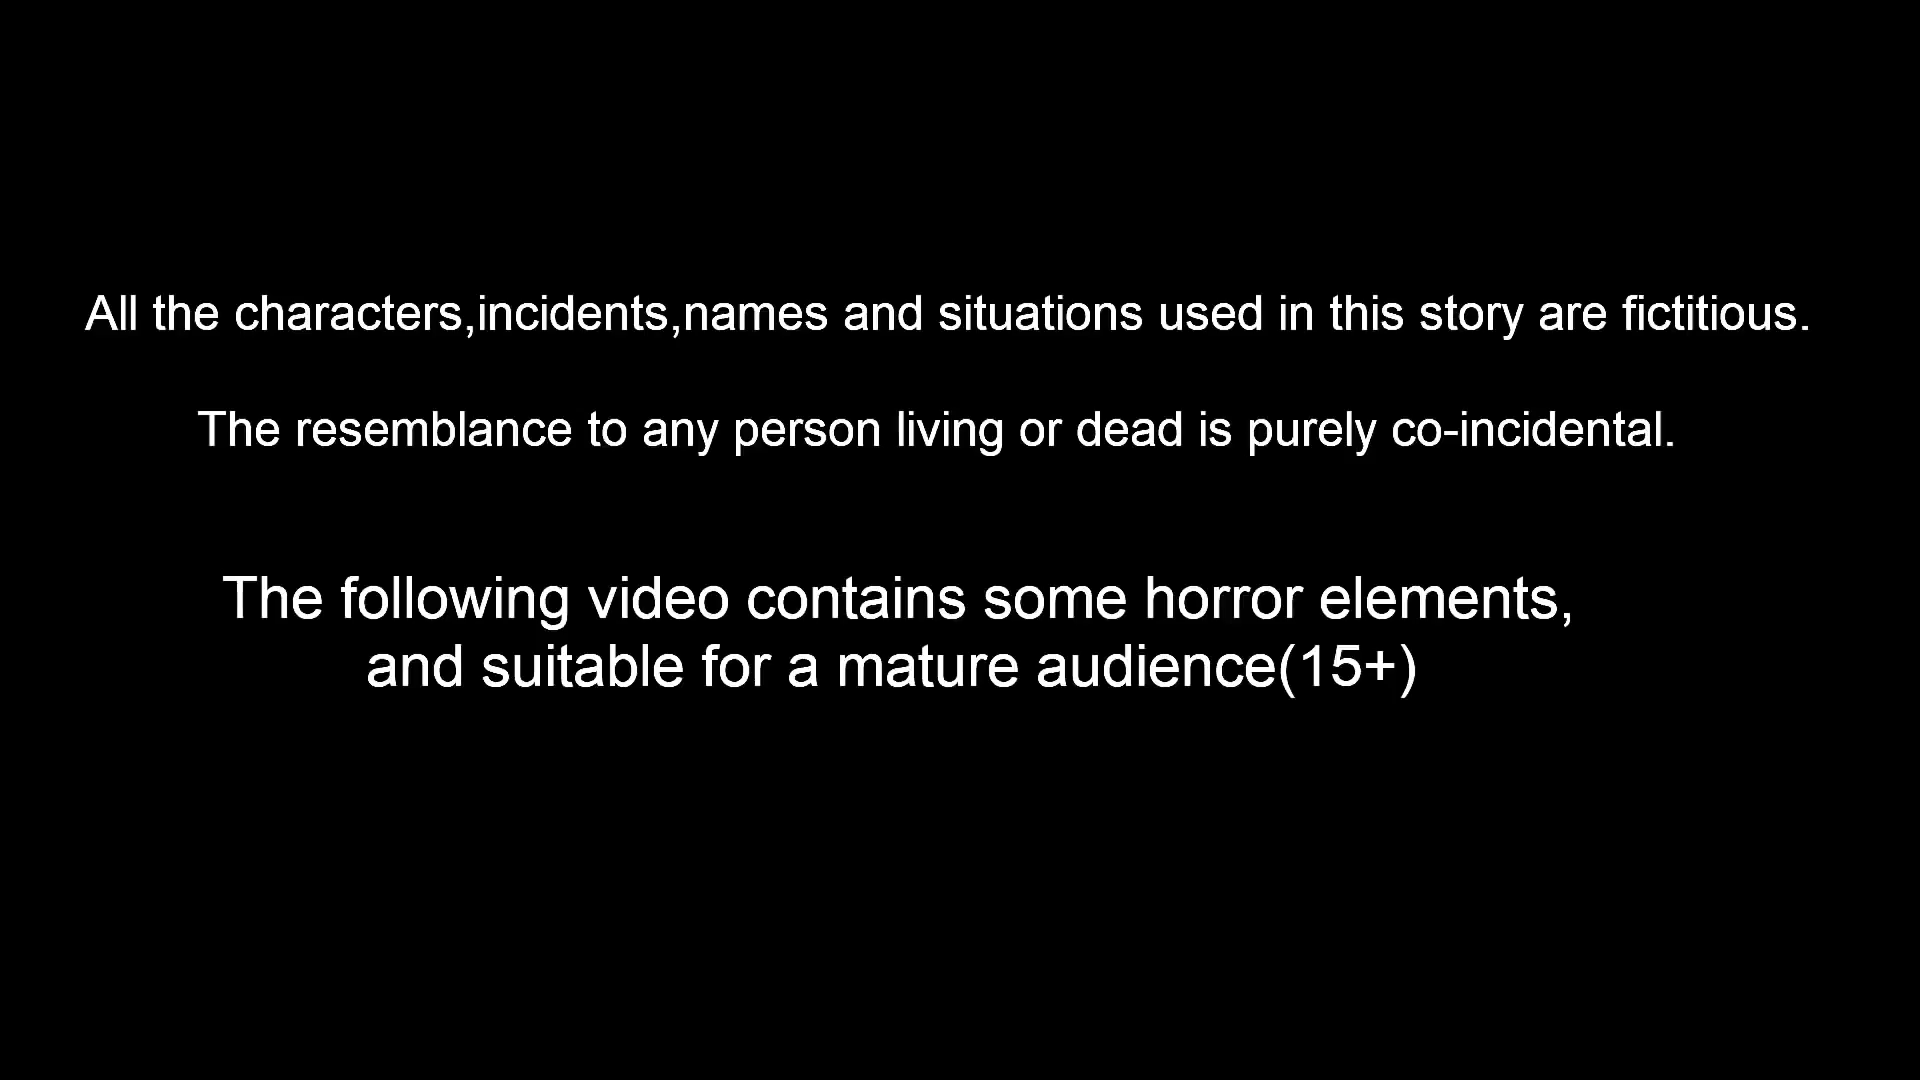 All the characters,incidents,names and situations used in this story are fictitious.
The resemblance to any person living or dead is purely co-incidental.
The following video contains some horror elements,
and suitable for a mature audience(15+)